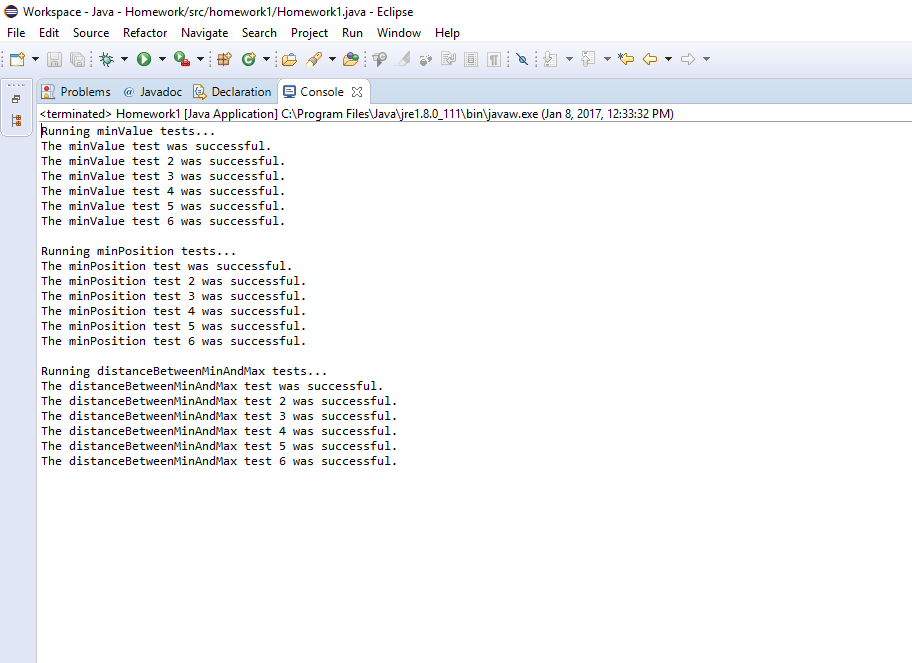 Workspace - Java - Homework/src/homework1/Homework1.java - Eclipse
File Edit Source Refactor Navigate Search Project Run Window Help
Problems @ Javadoc Declaration Console
<terminated> Homework1 [Java Application] C:\Program Files\Java\jre1.8.0_111\bin\javaw.exe (Jan 8, 2017, 12:33:32 PM)
Running minValue tests...
The minValue test was successful.
The minValue test 2 was successful.
The minValue test 3 was successful.
The minValue test 4 was successful.
The minValue test 5 was successful.
The minValue test 6 was successful.
Running minPosition tests...
The minPosition test was successful.
The minPosition test 2 was successful.
The minPosition test 3 was successful.
The minPosition test 4 was successful.
The minPosition test 5 was successful.
The minPosition test 6 was successful.
Running distanceBetweenMinAndMax tests...
The distanceBetweenMinAndMax test was successful.
The distanceBetweenMinAndMax test 2 was successful.
The distanceBetweenMinAndMax test 3 was successful.
The distanceBetweenMinAndMax test 4 was successful.
The distanceBetweenMinAndMax test 5 was successful.
The distanceBetweenMinAndMax test 6 was successful.